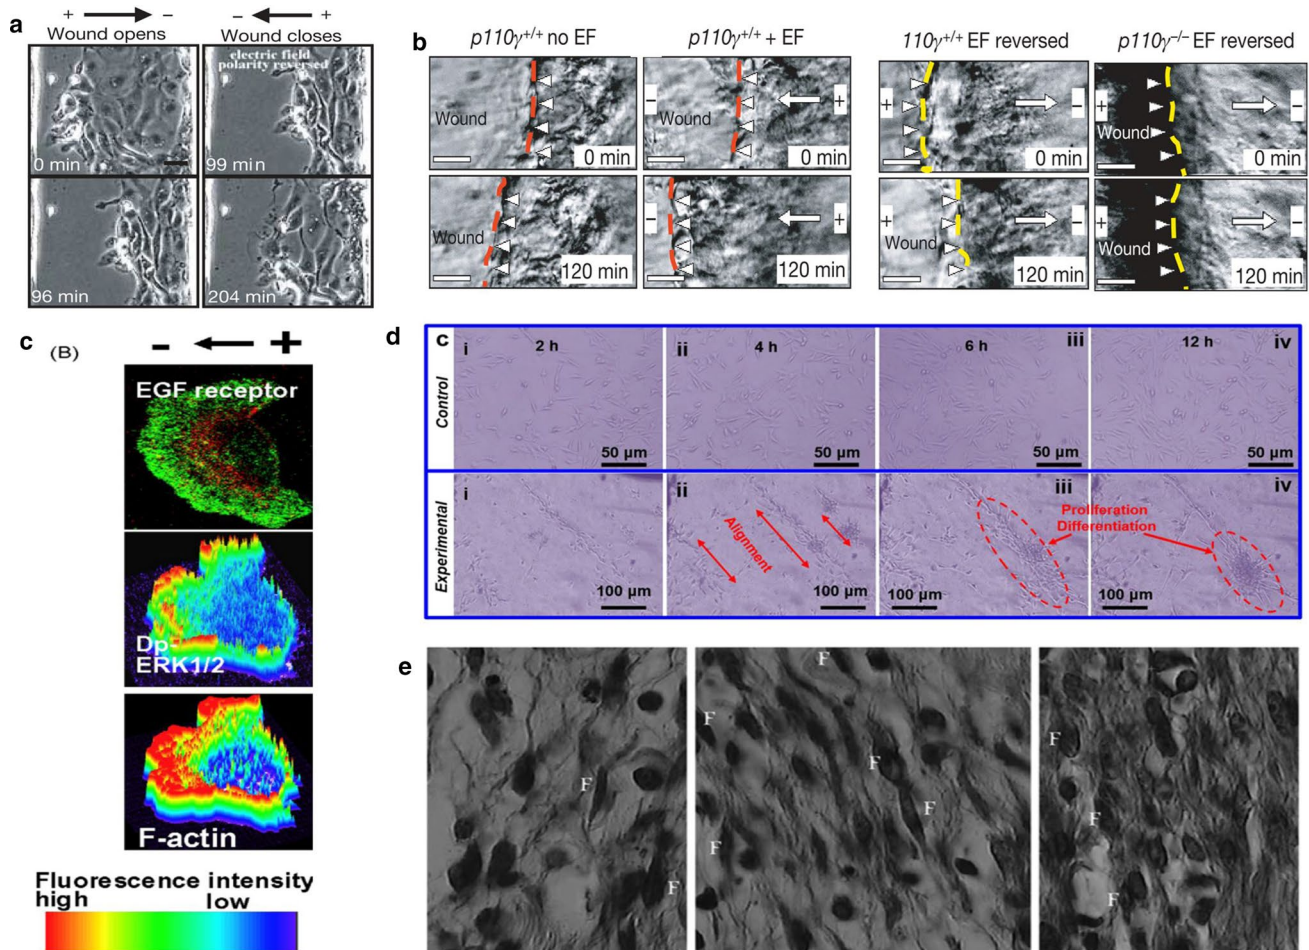 a
+ −
Wound opens
− +
Wound closes
electric field
polarity reversed
0 min
99 min
96 min
204 min
b
p110γ+/+ no EF
p110γ+/+ + EF
110γ+/+ EF reversed
p110γ−/− EF reversed
Wound
0 min
−
Wound
+
0 min
+
−
0 min
+
Wound
−
0 min
Wound
120 min
−
+
120 min
+
Wound
−
120 min
+
Wound
−
120 min
c
(B)
− +
EGF receptor
Dp-
ERK1/2
F-actin
Fluorescence intensity
high low
d
c
Control
i
2 h
50 µm
ii
4 h
50 µm
6 h
iii
50 µm
12 h
iv
50 µm
Experimental
i
100 µm
ii
Alignment
100 µm
iii
100 µm
Proliferation
Differentiation
iv
100 µm
e
F
F
F
F
F
F
F
F
F
F